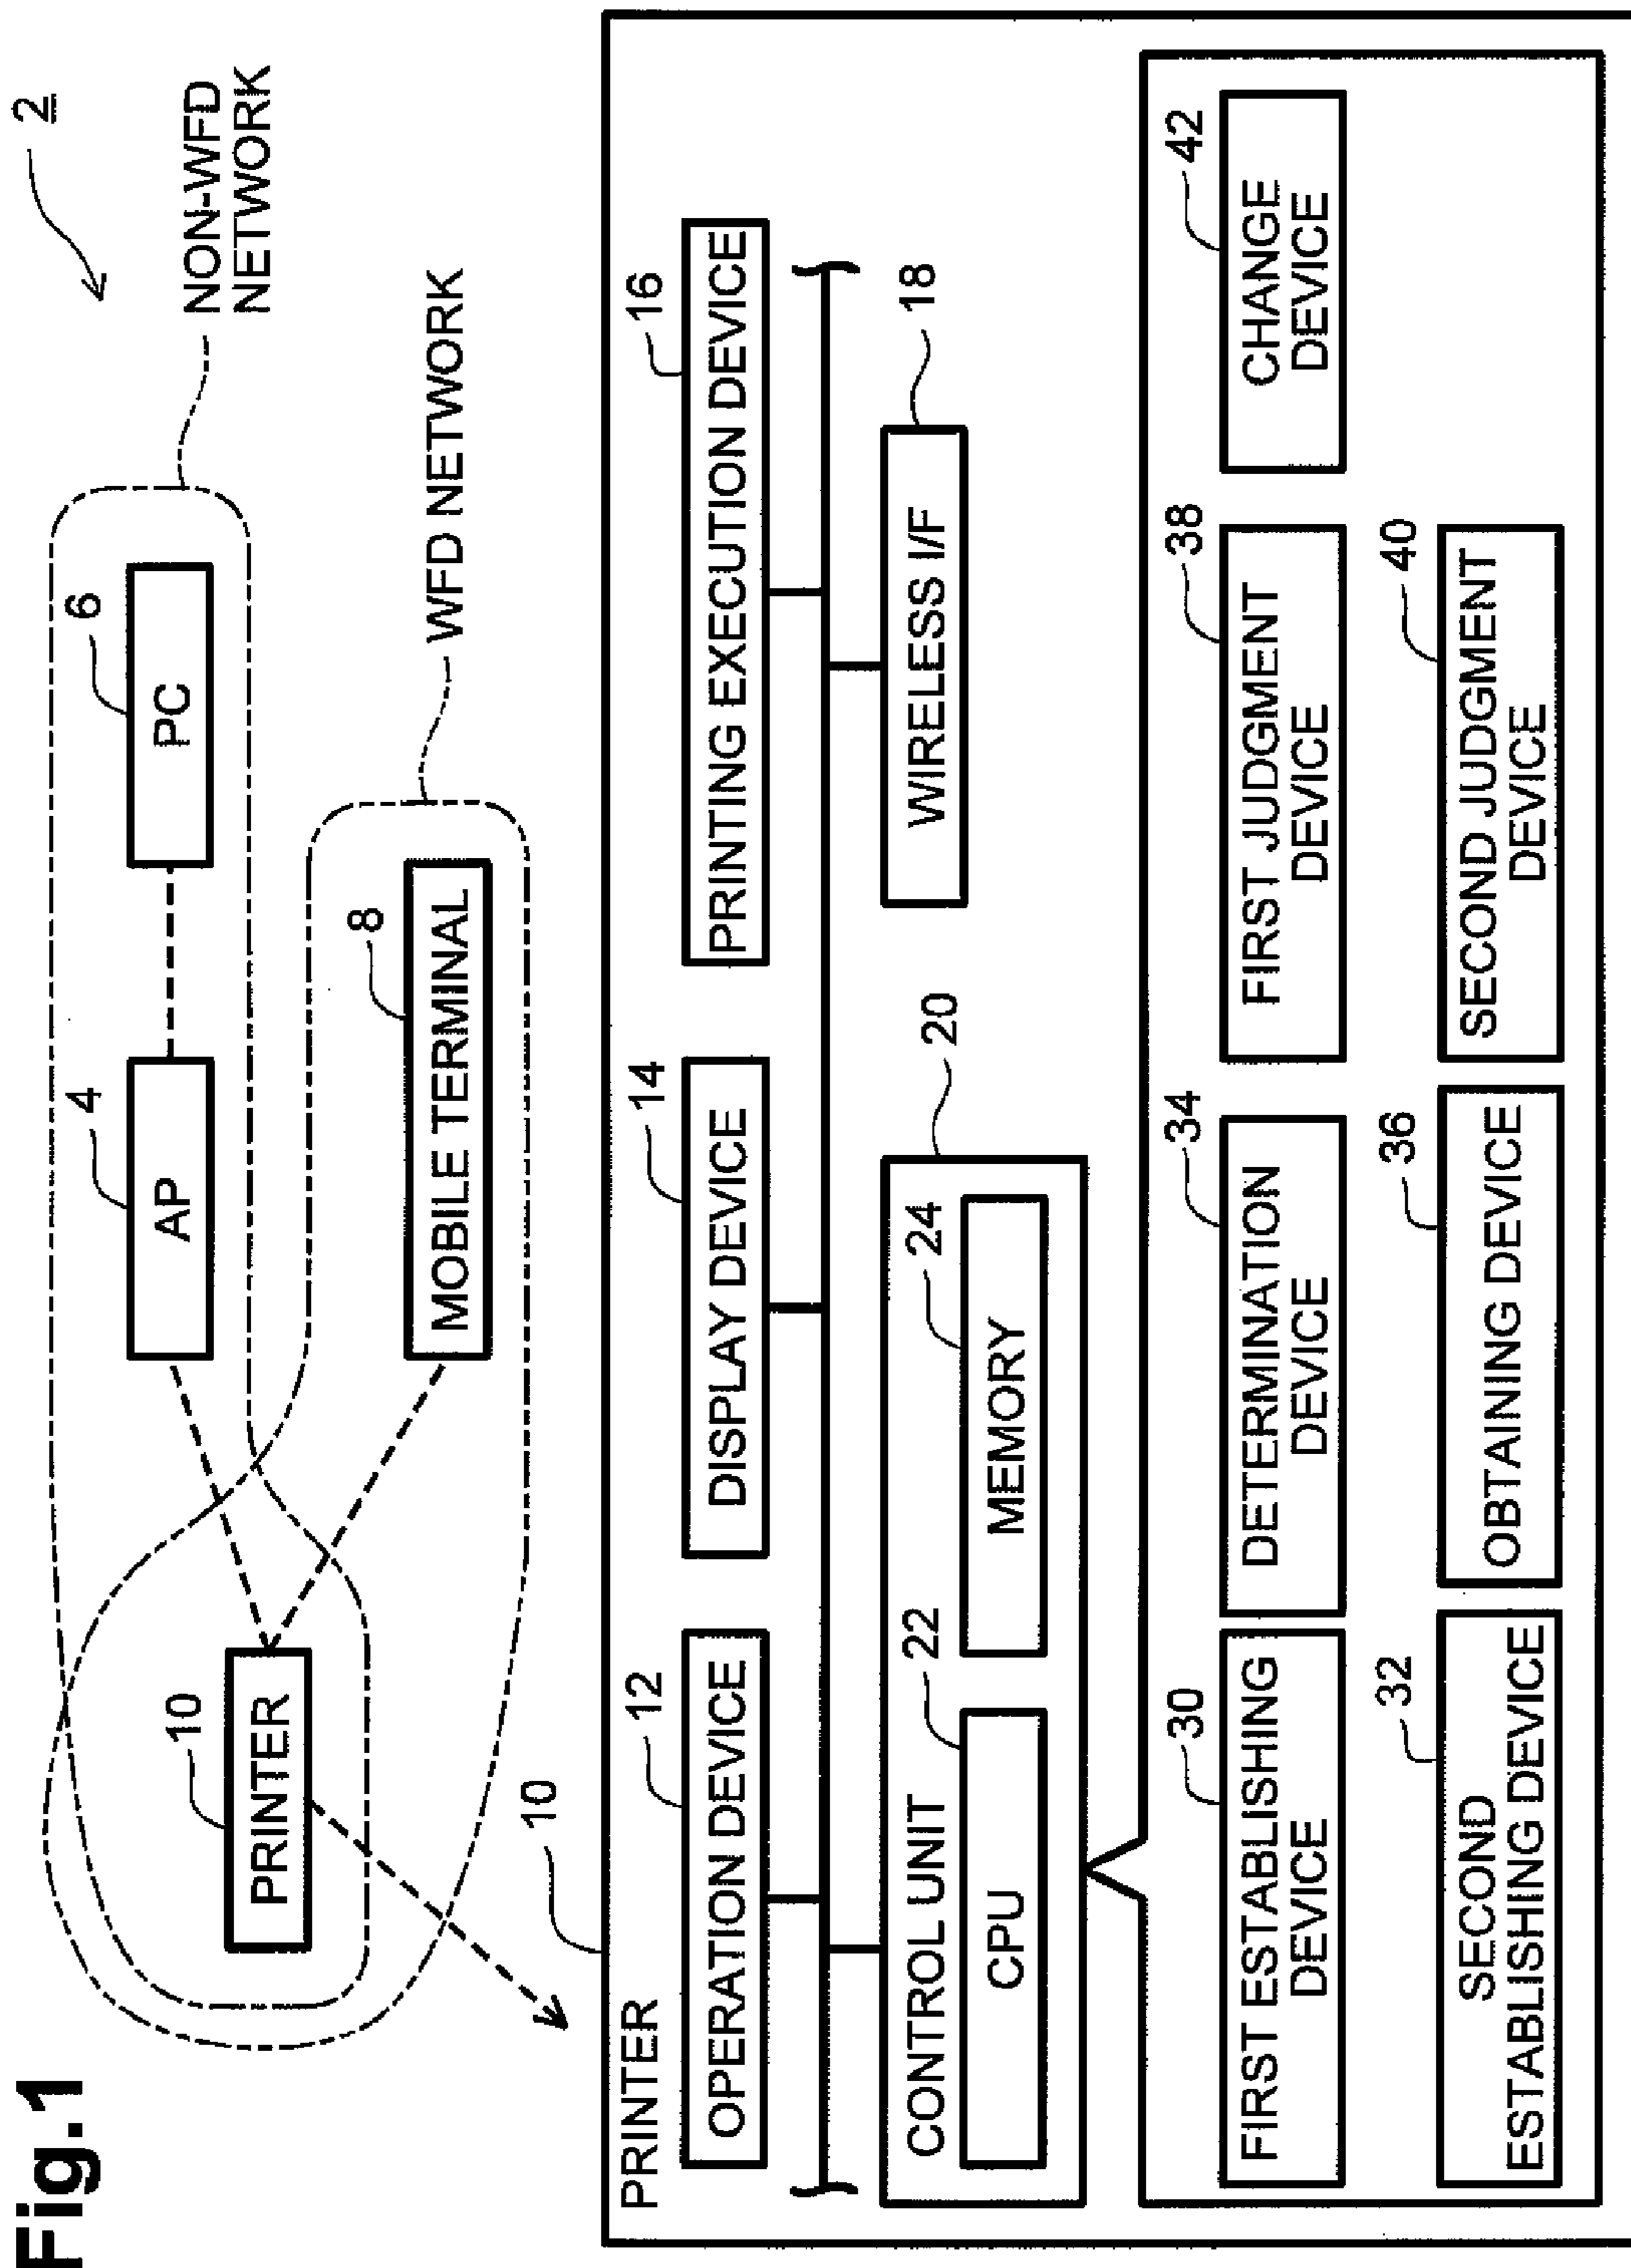 Fig.1
2
NON-WFD
NETWORK
4
AP
6
PC
10
PRINTER
8
MOBILE TERMINAL
WFD NETWORK
10
PRINTER
12
OPERATION DEVICE
14
DISPLAY DEVICE
16
PRINTING EXECUTION DEVICE
20
CONTROL UNIT
22
CPU
24
MEMORY
18
WIRELESS I/F
30
FIRST ESTABLISHING
DEVICE
34
DETERMINATION
DEVICE
38
FIRST JUDGMENT
DEVICE
42
CHANGE
DEVICE
32
SECOND
ESTABLISHING DEVICE
36
OBTAINING DEVICE
40
SECOND JUDGMENT
DEVICE